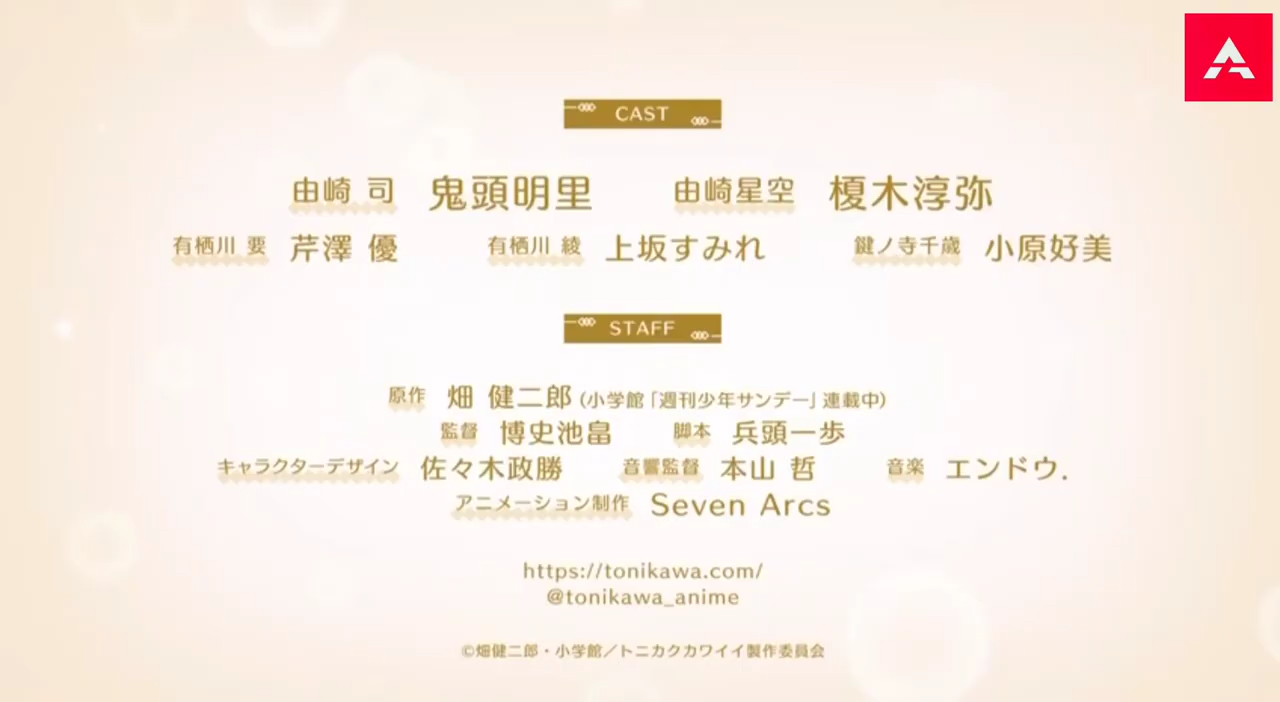 CAST
由崎 司 鬼頭明里 由崎星空 榎木淳弥
有栖川 要 芹澤 優 有栖川 綾 上坂すみれ 鍵ノ寺千歳 小原好美
STAFF
原作 畑 健二郎(小学館「週刊少年サンデー」連載中)
監督 博史池畠 脚本 兵頭一歩
キャラクターデザイン 佐々木政勝 音響監督 本山 哲 音楽 エンドウ.
アニメーション制作 Seven Arcs
https://tonikawa.com/
@tonikawa_anime
©畑健二郎・小学館/トニカクカワイイ製作委員会